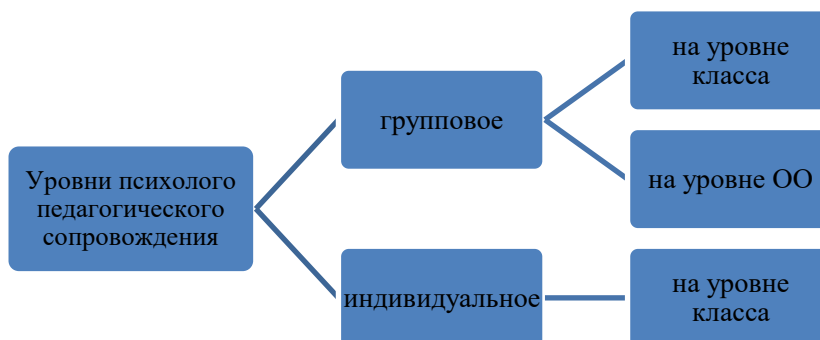 Уровни психолого
педагогического
сопровождения
групповое
на уровне
класса
на уровне ОО
индивидуальное
на уровне
класса